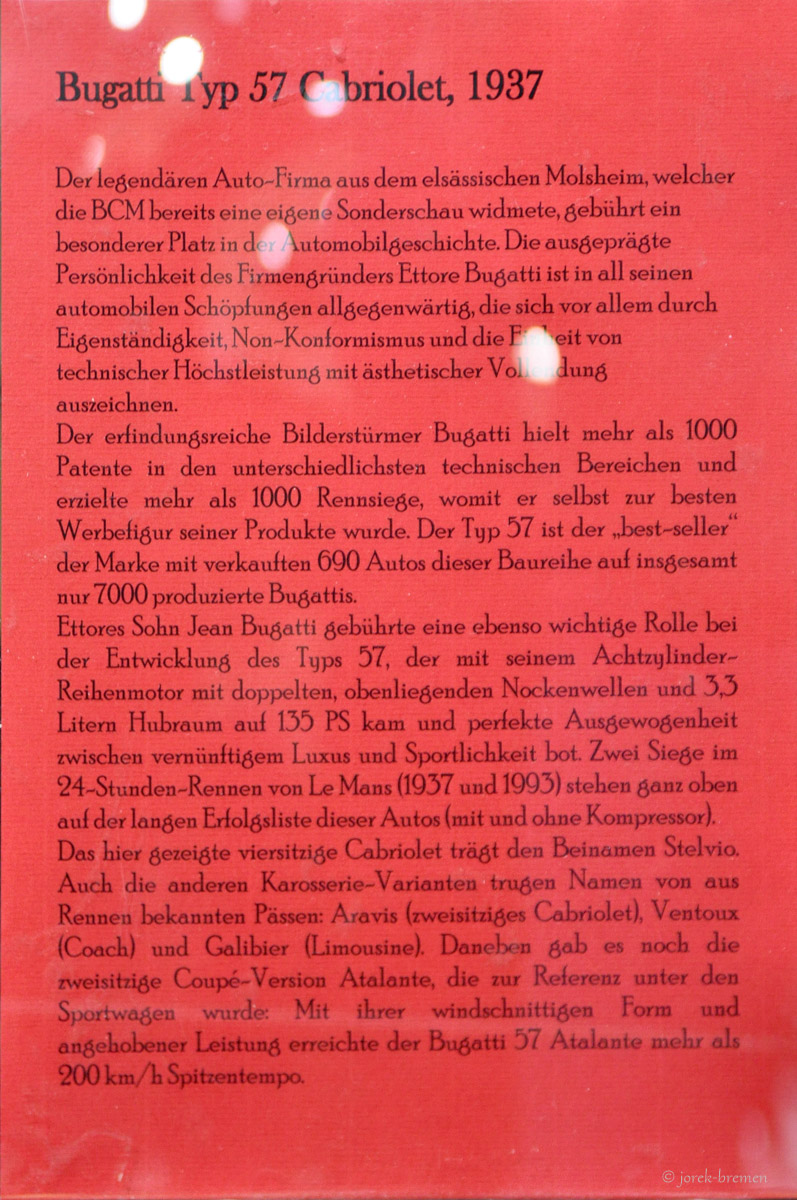 Bugatti Typ 57 Cabriolet, 1937
Der legendären Auto-Firma aus dem elsässischen Molsheim, welcher
die BCM bereits eine eigene Sonderschau widmete, gebührt ein
besonderer Platz in der Automobilgeschichte. Die ausgeprägte
Persönlichkeit des Firmengründers Ettore Bugatti ist in all seinen
automobilen Schöpfungen allgegenwärtig, die sich vor allem durch
Eigenständigkeit, Non-Konformismus und die Einheit von
technischer Höchstleistung mit ästhetischer Vollendung
auszeichnen.
Der erfindungsreiche Bilderstürmer Bugatti hielt mehr als 1000
Patente in den unterschiedlichsten technischen Bereichen und
erzielte mehr als 1000 Rennsiege, womit er selbst zur besten
Werbefigur seiner Produkte wurde. Der Typ 57 ist der „best-seller“
der Marke mit verkauften 690 Autos dieser Baureihe auf insgesamt
nur 7000 produzierte Bugattis.
Ettores Sohn Jean Bugatti gebührte eine ebenso wichtige Rolle bei
der Entwicklung des Typs 57, der mit seinem Achtzylinder-
Reihenmotor mit doppelten, obenliegenden Nockenwellen und 3,3
Litern Hubraum auf 135 PS kam und perfekte Ausgewogenheit
zwischen vernünftigem Luxus und Sportlichkeit bot. Zwei Siege im
24-Stunden-Rennen von Le Mans (1937 und 1993) stehen ganz oben
auf der langen Erfolgsliste dieser Autos (mit und ohne Kompressor).
Das hier gezeigte viersitzige Cabriolet trägt den Beinamen Stelvio.
Auch die anderen Karosserie-Varianten trugen Namen von aus
Rennen bekannten Pässen: Aravis (zweisitziges Cabriolet), Ventoux
(Coach) und Galibier (Limousine). Daneben gab es noch die
zweisitzige Coupé-Version Atalante, die zur Referenz unter den
Sportwagen wurde: Mit ihrer windschnittigen Form und
angehobener Leistung erreichte der Bugatti 57 Atalante mehr als
200 km/h Spitzentempo.
© jorek-bremen